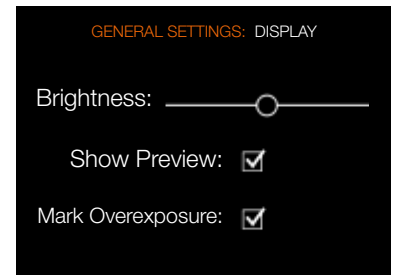 GENERAL SETTINGS: DISPLAY
Brightness:
Show Preview:
Mark Overexposure: